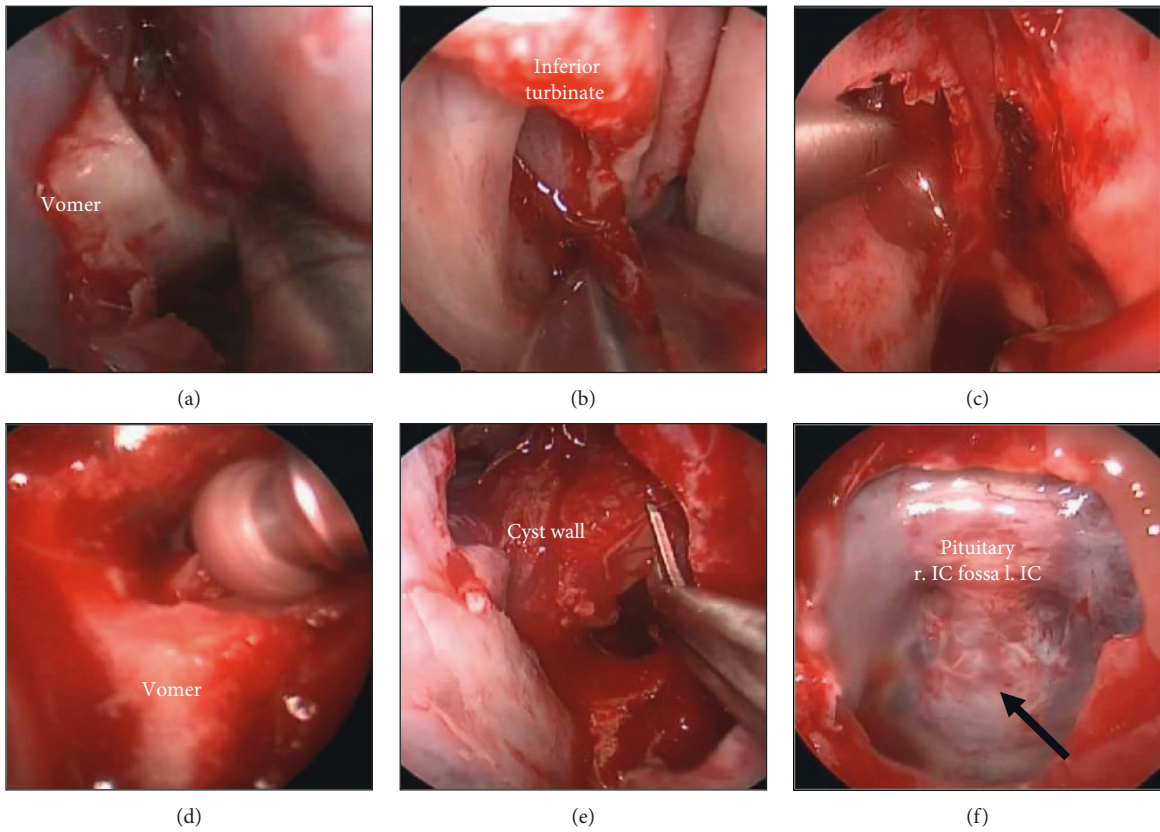 Vomer
Inferior
turbinate
(a)
(b)
(c)
Vomer
Cyst wall
Pituitary
r. IC fossa l. IC
(d)
(e)
(f)